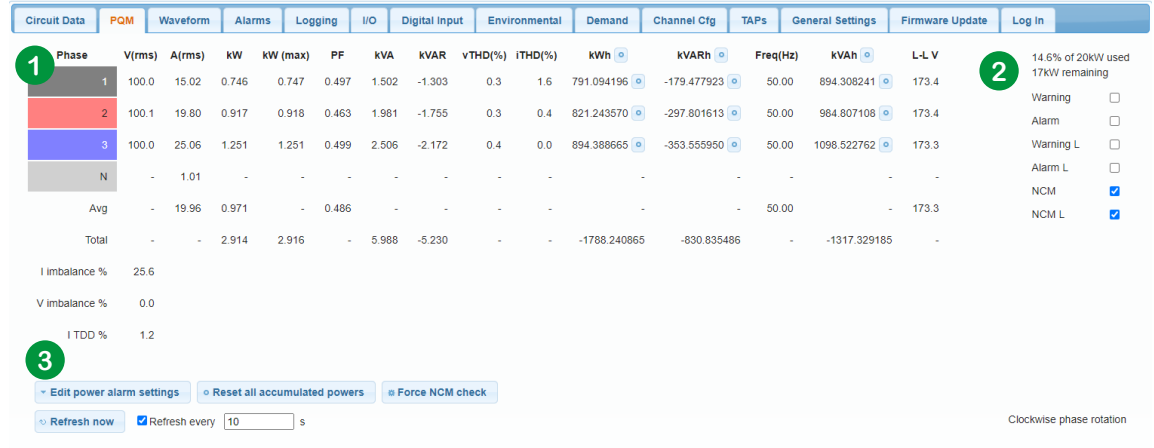 Circuit Data PQM Waveform Alarms Logging I/O Digital Input Environmental Demand Channel Cfg TAPs General Settings Firmware Update Log In
1
Phase V(rms) A(rms) kW kW (max) PF kVA kVAR vTHD(%) iTHD(%) kWh kVARh Freq(Hz) kVAh L-L V
1 100.0 15.02 0.746 0.747 0.497 1.502 -1.303 0.3 1.6 791.094196 -179.477923 50.00 894.308241 173.4
2 100.1 19.80 0.917 0.918 0.463 1.981 -1.755 0.3 0.4 821.243570 -297.801613 50.00 984.807108 173.4
3 100.0 25.06 1.251 1.251 0.499 2.506 -2.172 0.4 0.0 894.388665 -353.555950 50.00 1098.522762 173.3
N - 1.01 - - - - - - - - - - - -
Avg - 19.96 0.971 - 0.486 - - - - - - 50.00 - 173.3
Total - - 2.914 2.916 - 5.988 -5.230 - - -1788.240865 -830.835486 - -1317.329185 -
I imbalance % 25.6
V imbalance % 0.0
I TDD % 1.2
2
14.6% of 20kW used
17kW remaining
Warning
Alarm
Warning L
Alarm L
NCM
NCM L
3
Edit power alarm settings Reset all accumulated powers Force NCM check
Refresh now Refresh every 10 s
Clockwise phase rotation